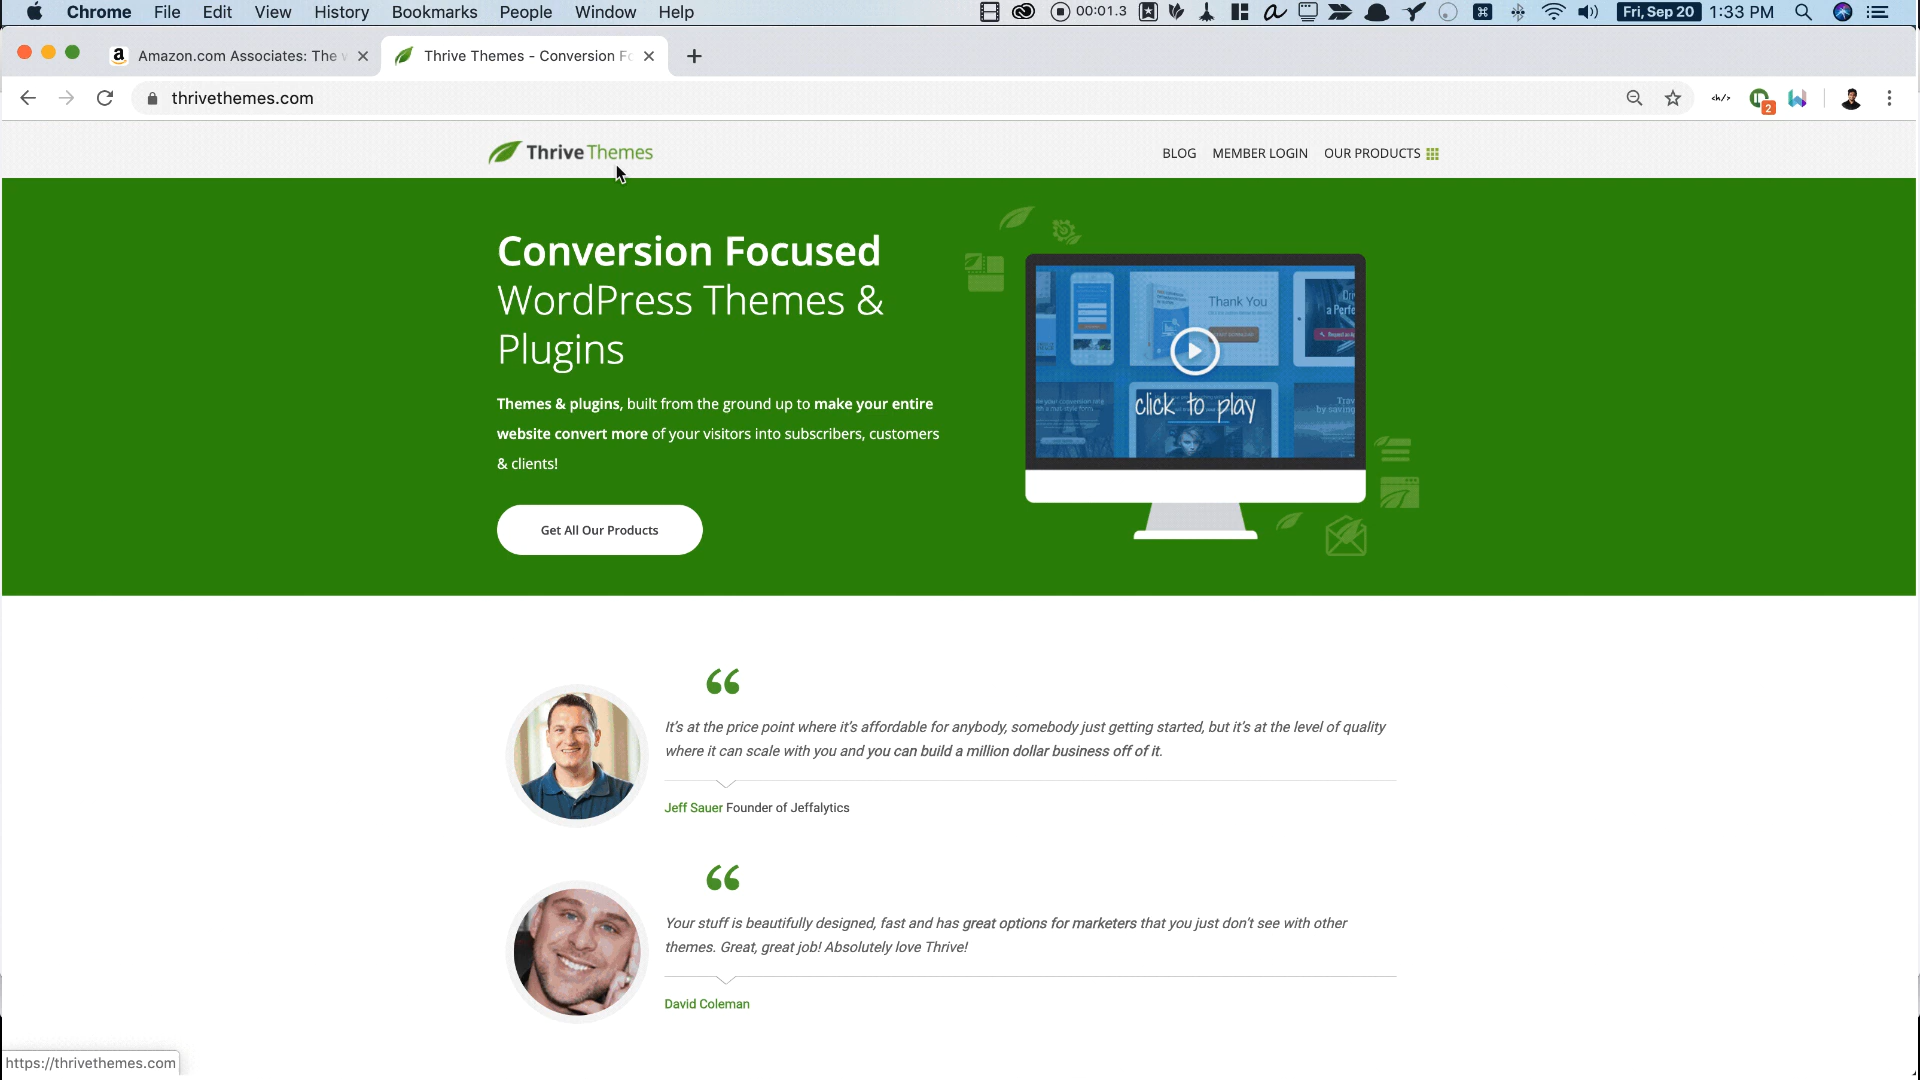 Chrome File Edit View History Bookmarks People Window Help 00:01.3 Fri, Sep 20 1:33 PM
Amazon.com Associates: The Thrive Themes - Conversion Fo
thrivethemes.com
2
Thrive Themes BLOG MEMBER LOGIN OUR PRODUCTS
Conversion Focused
WordPress Themes &
Plugins
Thank You
click to play
Themes & plugins, built from the ground up to make your entire
website convert more of your visitors into subscribers, customers
& clients!
Get All Our Products
It's at the price point where it's affordable for anybody, somebody just getting started, but it's at the level of quality
where it can scale with you and you can build a million dollar business off of it.
Jeff Sauer Founder of Jeffalytics
Your stuff is beautifully designed, fast and has great options for marketers that you just don't see with other
themes. Great, great job! Absolutely love Thrive!
David Coleman
https://thrivethemes.com